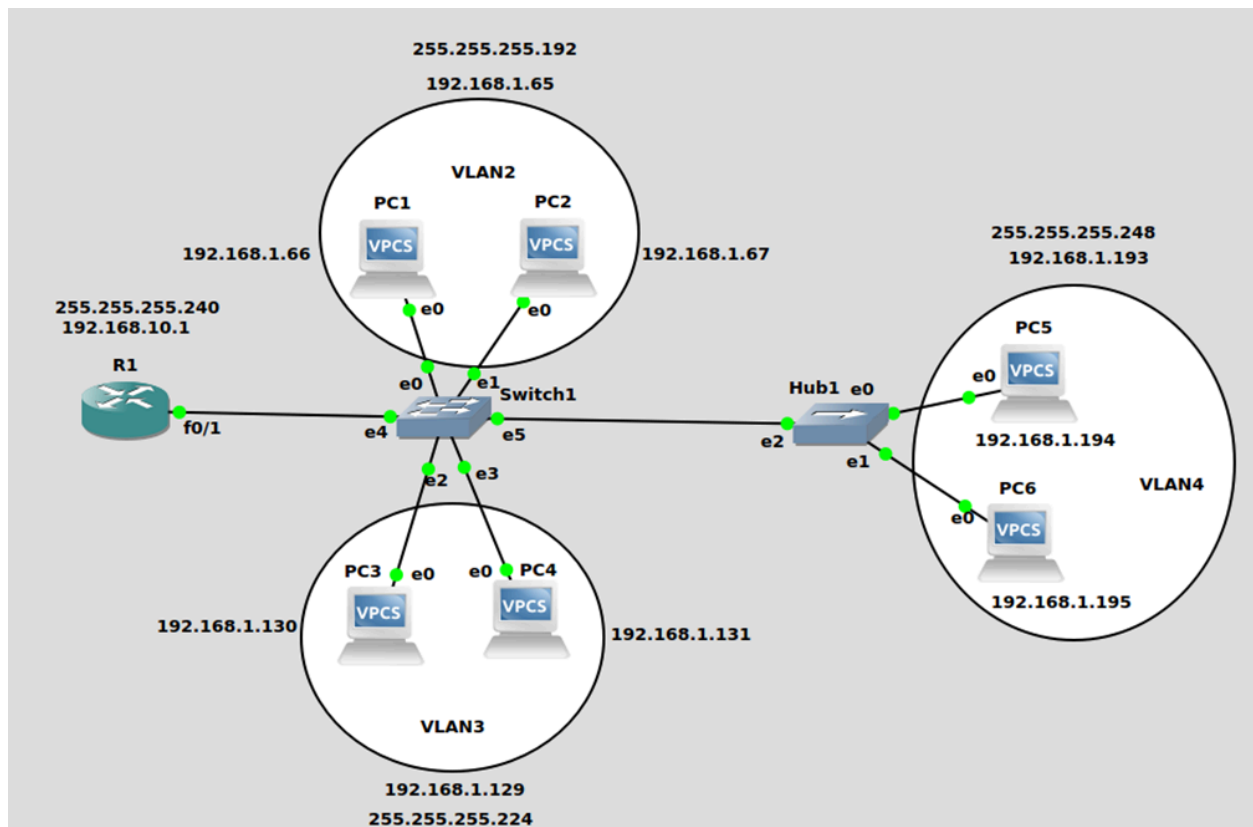 255.255.255.192
192.168.1.65
VLAN2
PC1
PC2
VPCS
VPCS
192.168.1.66
192.168.1.67
e0
e0
255.255.255.240
192.168.10.1
R1
f0/1
e4
e0
e1
Switch1
e5
e2
e3
255.255.255.248
192.168.1.193
PC5
VPCS
e0
Hub1
e0
e2
e1
192.168.1.194
VLAN4
PC6
VPCS
e0
192.168.1.195
PC3
e0
e0
PC4
VPCS
VPCS
192.168.1.130
192.168.1.131
VLAN3
192.168.1.129
255.255.255.224